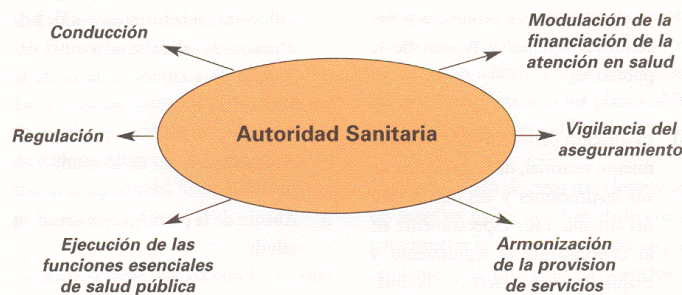 Conducción
Modulación de la
financiación de la
atención en salud
Regulación
Autoridad Sanitaria
Vigilancia del
aseguramiento
Ejecución de las
funciones esenciales
de salud pública
Armonización
de la provision
de servicios